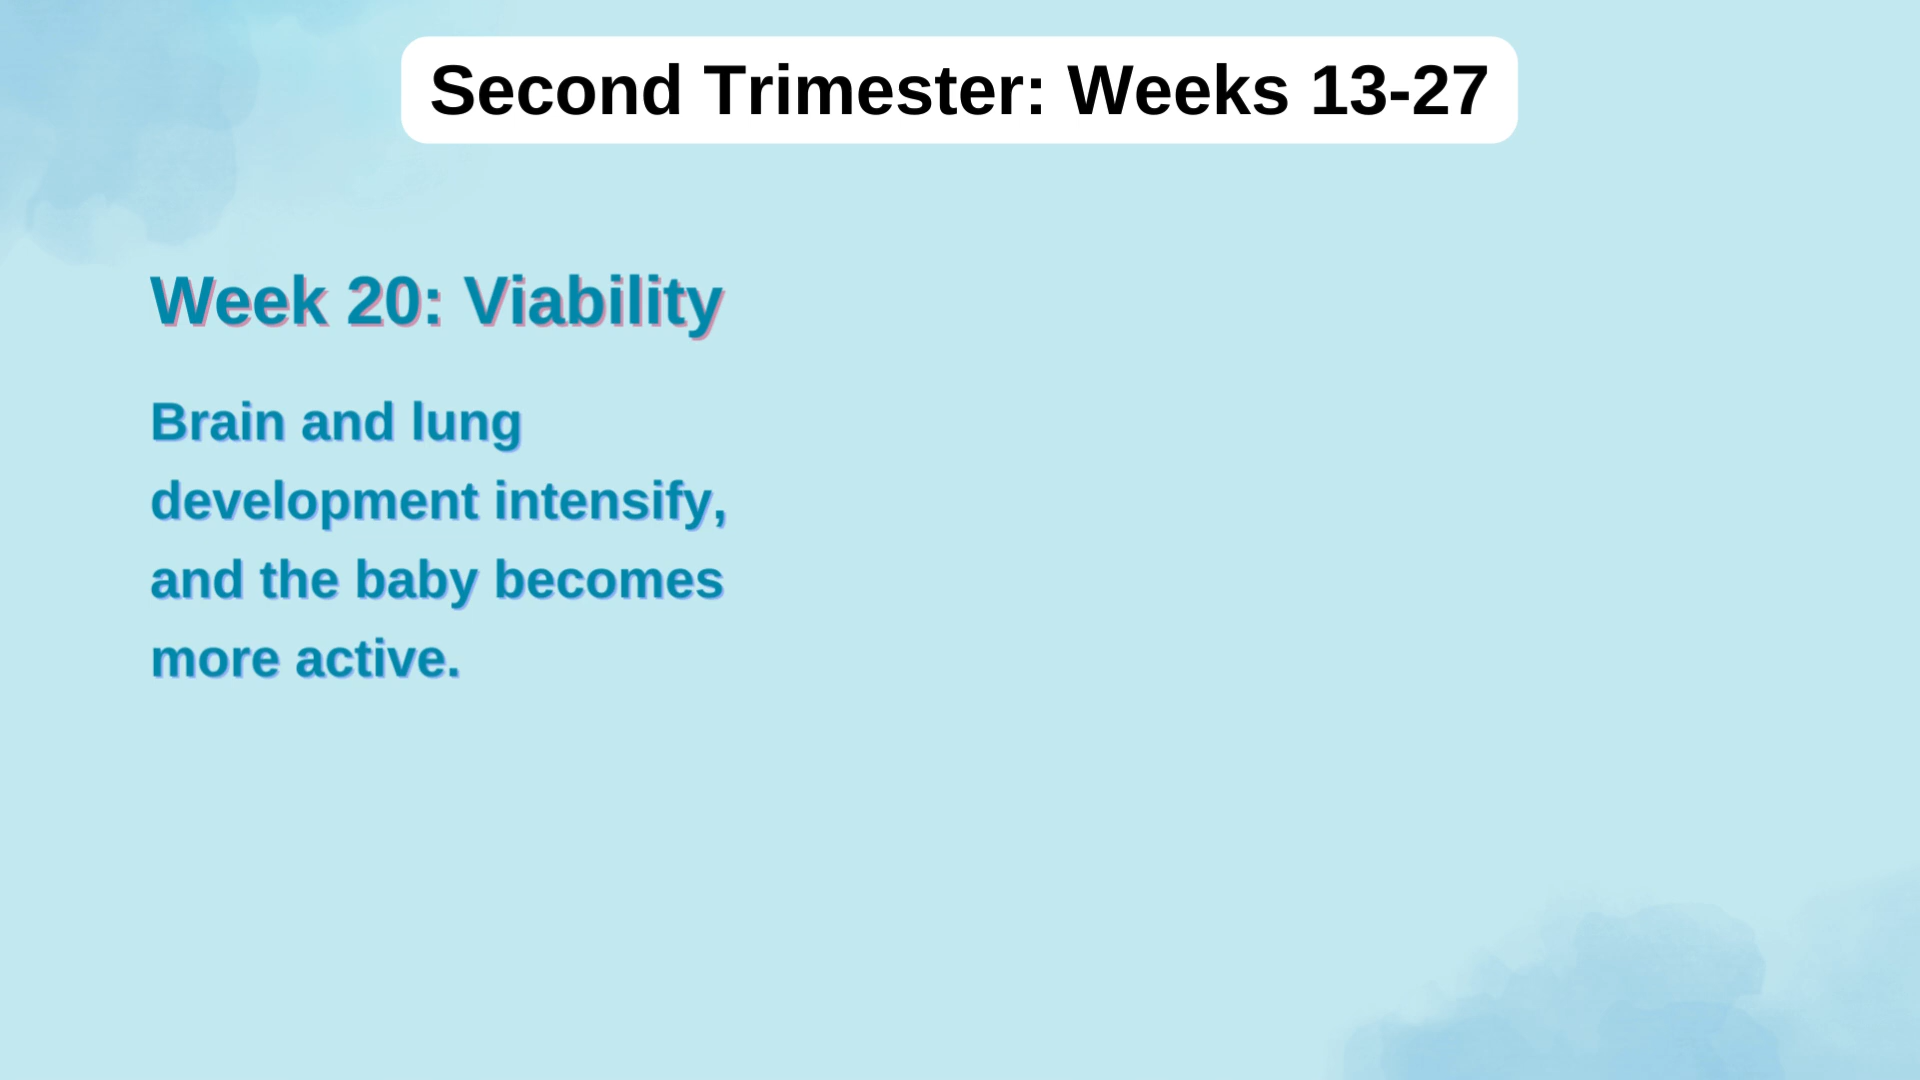 Second Trimester: Weeks 13-27
Week 20: Viability
Brain and lung
development intensify,
and the baby becomes
more active.